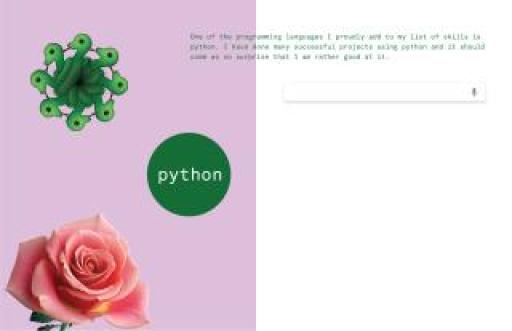 One of the programming languages I proudly add to my list of skills is
python. I have done many successful projects using python and it should
come as no surprise that I am rather good at it.
python